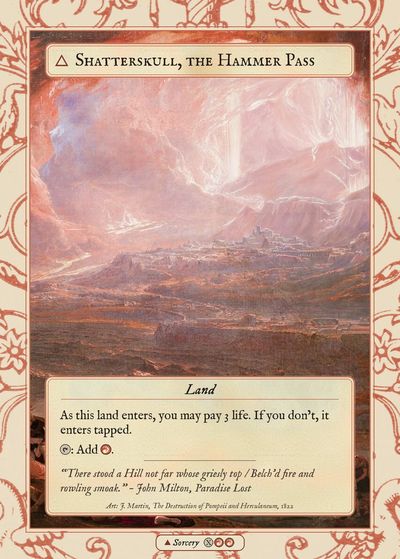 Shatterskull, the Hammer Pass
Land
As this land enters, you may pay 3 life. If you don't, it
enters tapped.
: Add .
“There stood a Hill not far whose griesly top / Belch'd fire and
rowling smoak.” – John Milton, Paradise Lost
Art: J. Martin, The Destruction of Pompeii and Herculaneum, 1822
Sorcery X